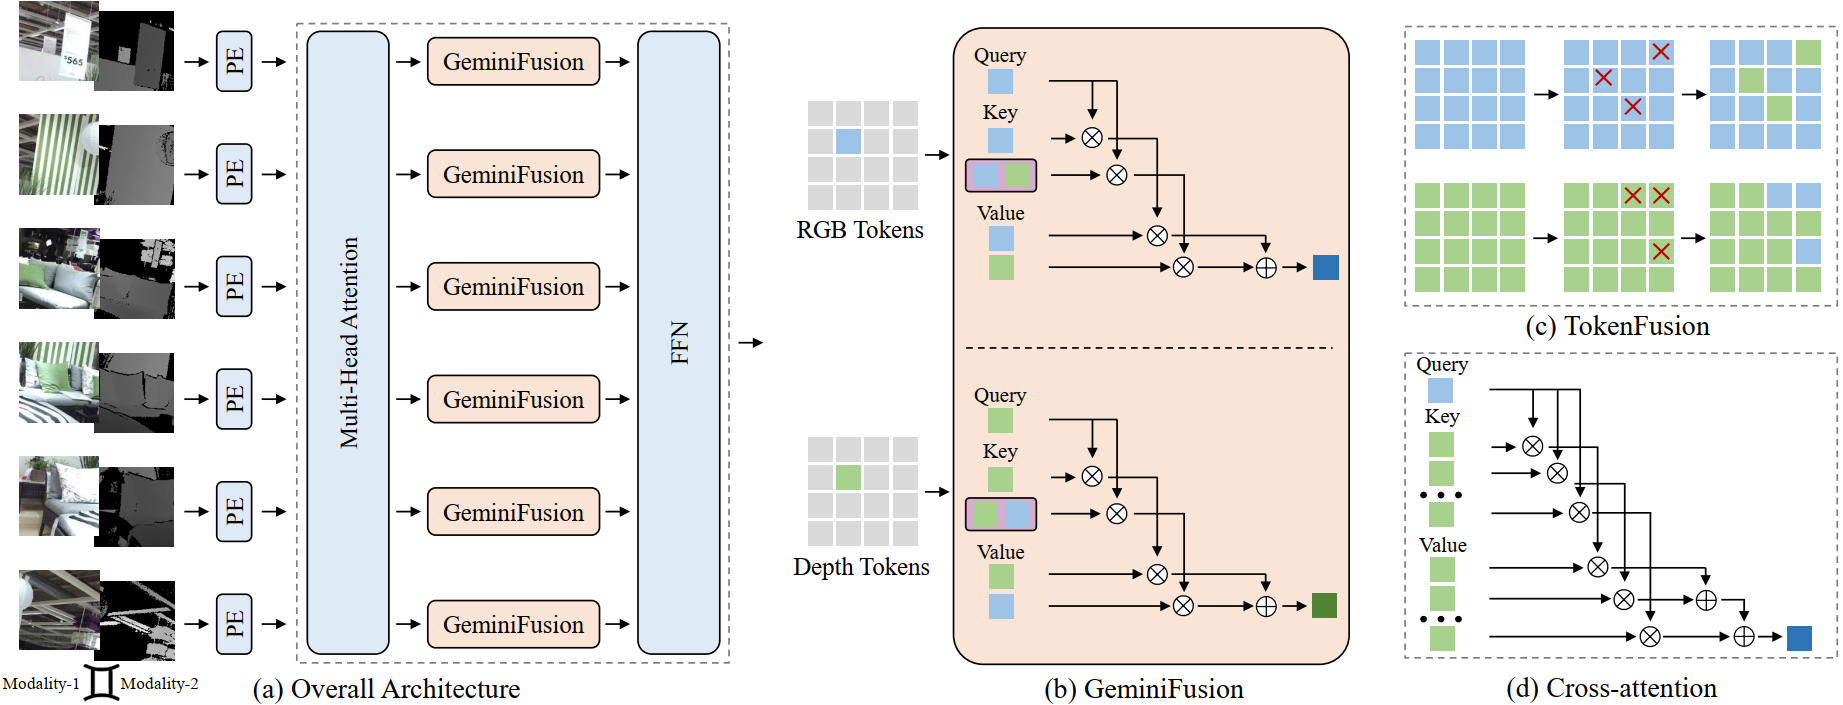 ¥565
PE
PE
PE
PE
PE
PE
Multi-Head Attention
GeminiFusion
GeminiFusion
GeminiFusion
GeminiFusion
GeminiFusion
GeminiFusion
FFN
Modality-1
Modality-2
(a) Overall Architecture
RGB Tokens
Depth Tokens
Query
Key
Value
Query
Key
Value
(b) GeminiFusion
(c) TokenFusion
Query
Key
Value
(d) Cross-attention